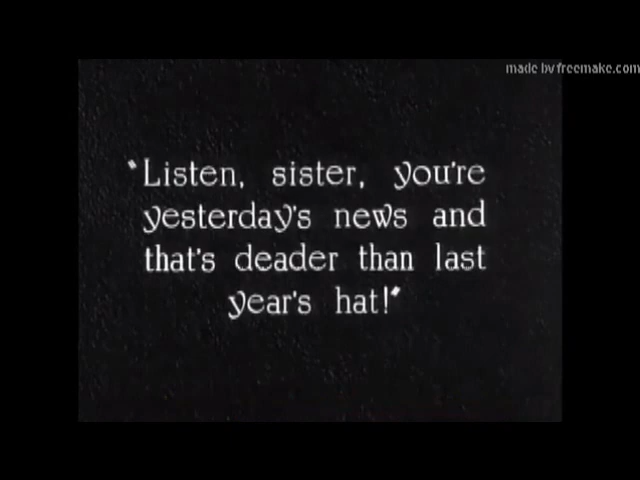 made by freemake.com
"Listen, sister, you're
yesterday's news and
that's deader than last
year's hat!"